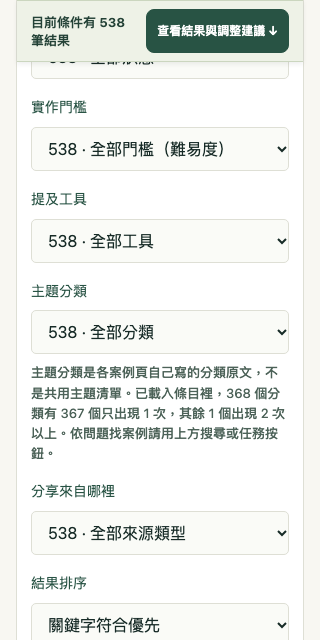 目前條件有 538
筆結果
查看結果與調整建議 ↓
實作門檻
538 · 全部門檻（難易度）
提及工具
538 · 全部工具
主題分類
538 · 全部分類
主題分類是各案例頁自己寫的分類原文，不
是共用主題清單。已載入條目裡，368 個分
類有 367 個只出現 1 次，其餘 1 個出現 2 次
以上。依問題找案例請用上方搜尋或任務按
鈕。
分享來自哪裡
538 · 全部來源類型
結果排序
關鍵字符合優先